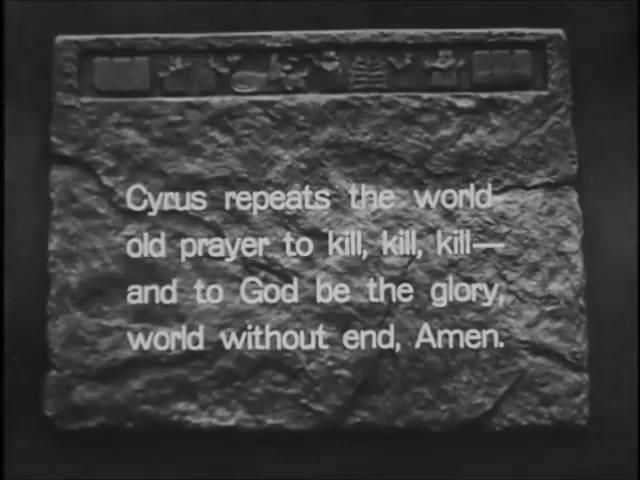 Cyrus repeats the world-
old prayer to kill, kill, kill—
and to God be the glory,
world without end, Amen.